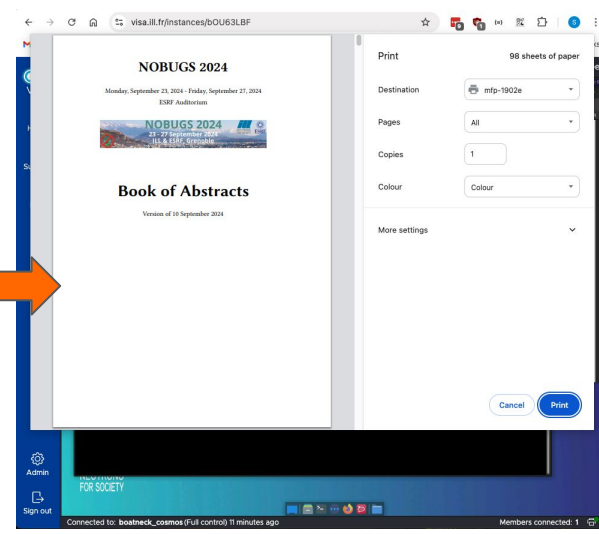 visa.ill.fr/instances/bOU63LBF
9
1
S
NOBUGS 2024
Monday, September 23, 2024 - Friday, September 27, 2024
ESRF Auditorium
NOBUGS 2024
23 - 27 September 2024
ILL & ESRF, Grenoble
Book of Abstracts
Version of 10 September 2024
Print
98 sheets of paper
Destination
mfp-1902e
Pages
All
Copies
1
Colour
Colour
More settings
Cancel
Print
Admin
FOR SOCIETY
Sign out
Connected to: boatneck_cosmos (Full control) 11 minutes ago
Members connected: 1